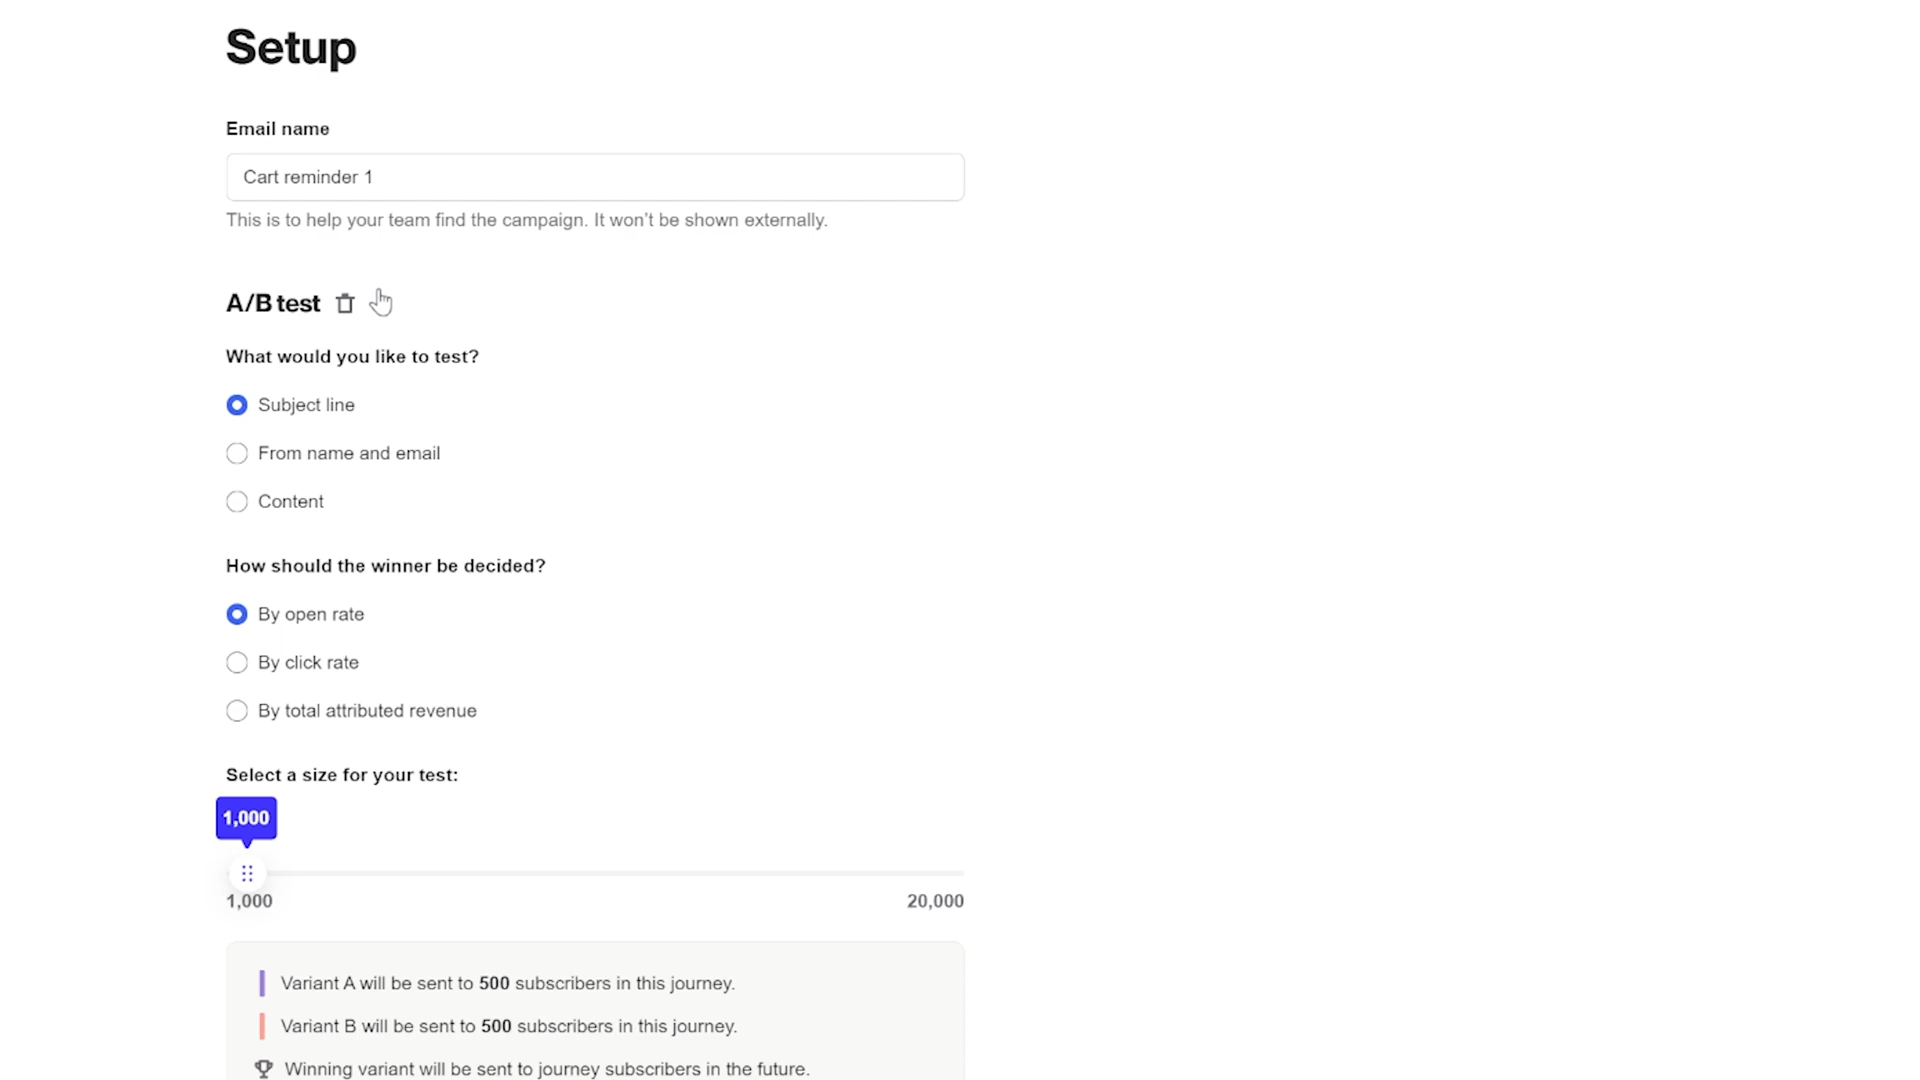 Setup
Email name
Cart reminder 1
This is to help your team find the campaign. It won't be shown externally.
A/B test
What would you like to test?
Subject line
From name and email
Content
How should the winner be decided?
By open rate
By click rate
By total attributed revenue
Select a size for your test:
1,000
1,000 20,000
Variant A will be sent to 500 subscribers in this journey.
Variant B will be sent to 500 subscribers in this journey.
Winning variant will be sent to journey subscribers in the future.